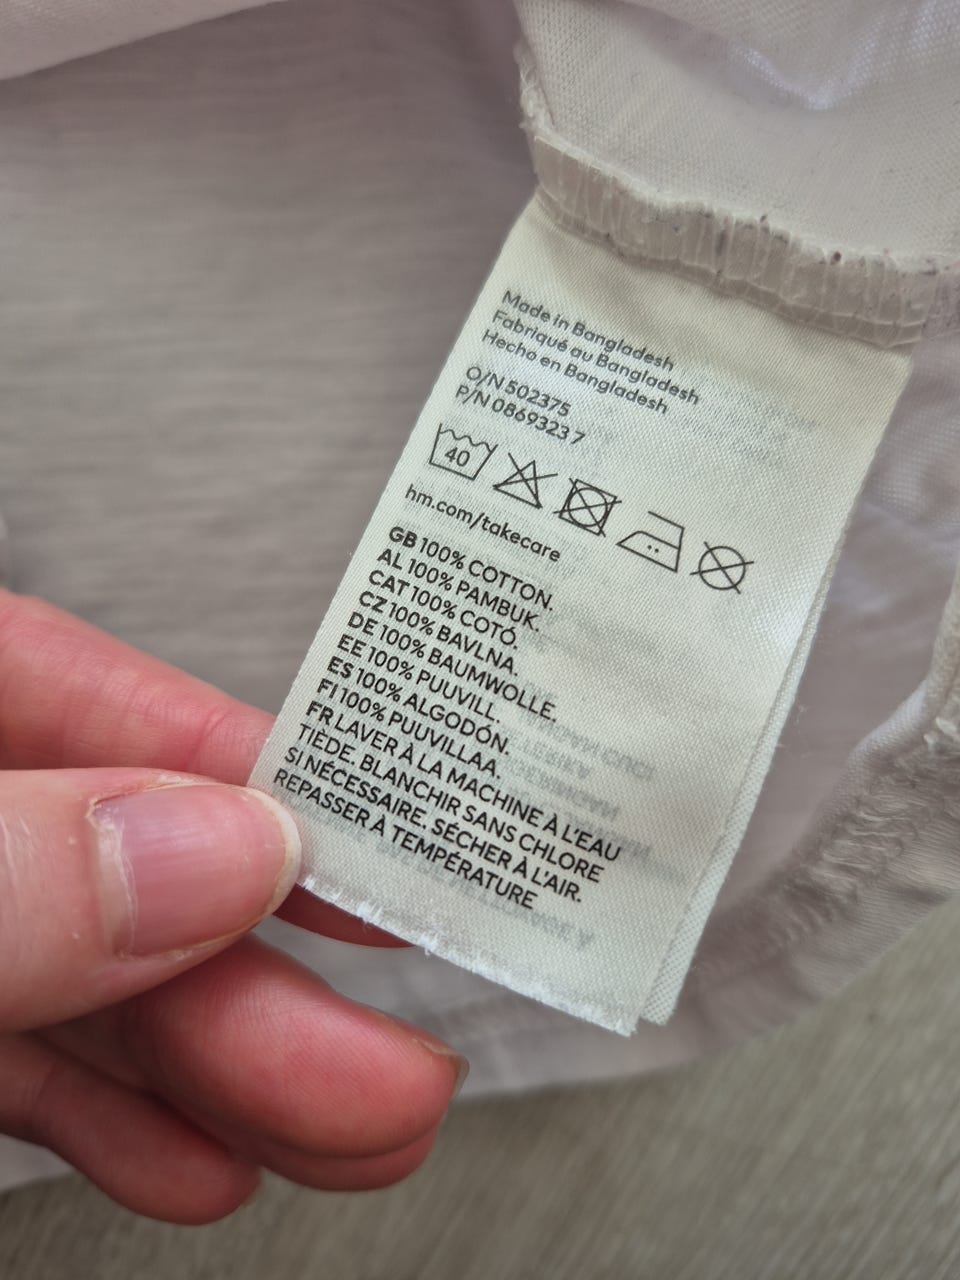 Made in Bangladesh
Fabriqué au Bangladesh
Hecho en Bangladesh
O/N 502375
P/N 0869323 7
40
hm.com/takecare
GB 100% COTTON.
AL 100% PAMBUK.
CAT 100% COTÓ.
CZ 100% BAVLNA.
DE 100% BAUMWOLLE.
EE 100% PUUVILL.
ES 100% ALGODÓN.
FI 100% PUUVILLAA.
FR LAVER À LA MACHINE À L'EAU
TIÈDE. BLANCHIR SANS CHLORE
SI NÉCESSAIRE. SÉCHER À L'AIR.
REPASSER À TEMPÉRATURE